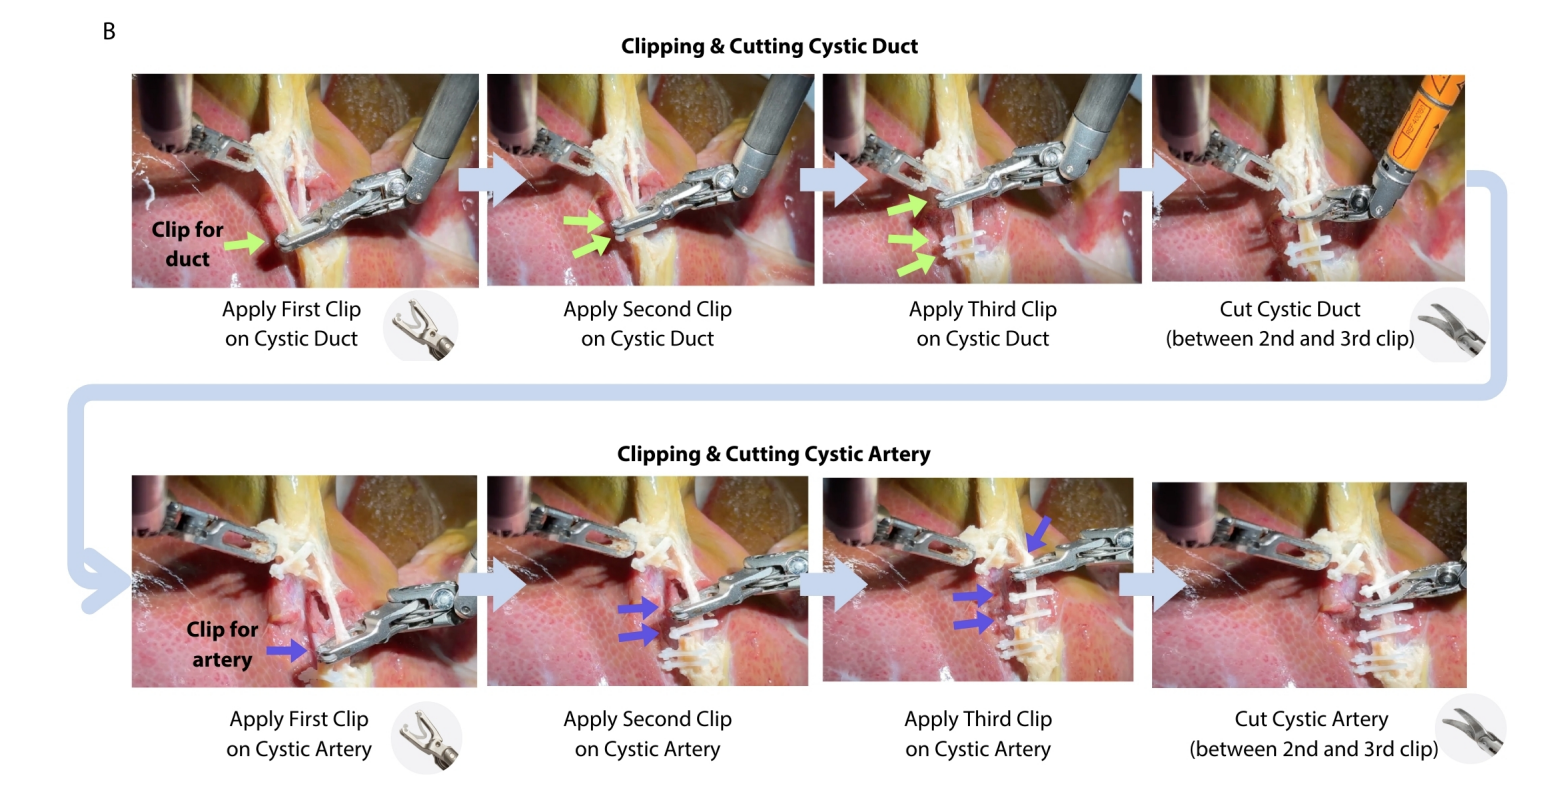 B
Clipping & Cutting Cystic Duct
Clip for
duct
Apply First Clip
on Cystic Duct
Apply Second Clip
on Cystic Duct
Apply Third Clip
on Cystic Duct
Cut Cystic Duct
(between 2nd and 3rd clip)
Clipping & Cutting Cystic Artery
Clip for
artery
Apply First Clip
on Cystic Artery
Apply Second Clip
on Cystic Artery
Apply Third Clip
on Cystic Artery
Cut Cystic Artery
(between 2nd and 3rd clip)